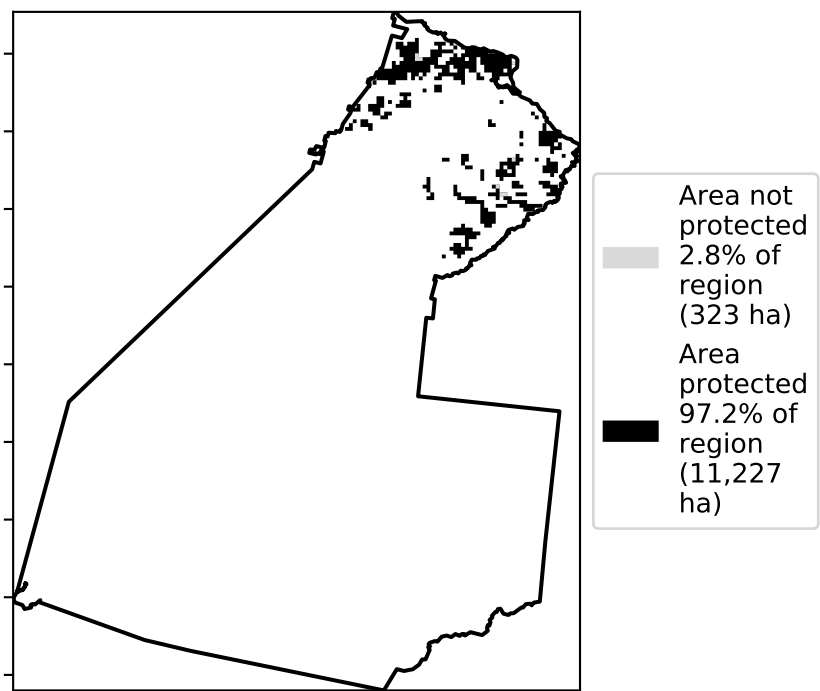 Area not
protected
2.8% of
region
(323 ha)
Area
protected
97.2% of
region
(11,227
ha)